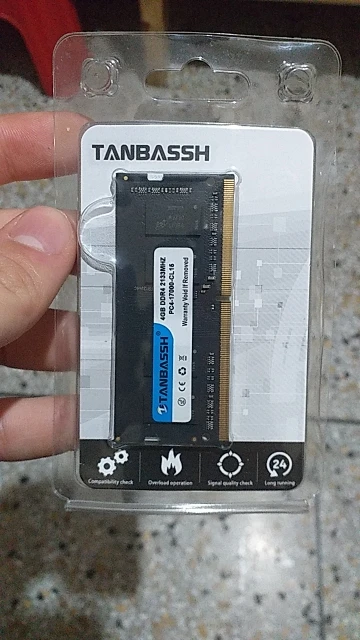 TANBASSH
4GB DDR4 2133MHZ
PC4-17000-CL15
Warranty Void If Removed
TANBASSH®
CE
Compatibility check
Overload operation
Signal quality check
24
Long running